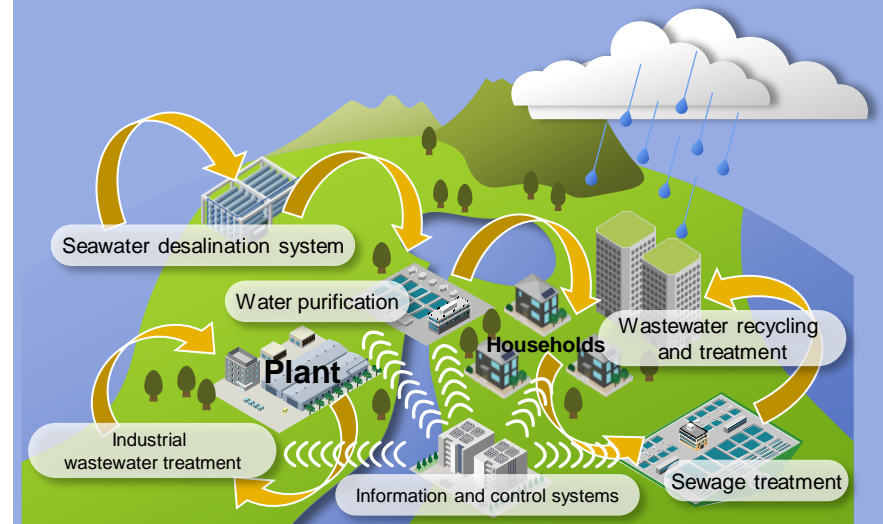 Seawater desalination system
Water purification
Households
Wastewater recycling
and treatment
Plant
Industrial
wastewater treatment
Information and control systems
Sewage treatment